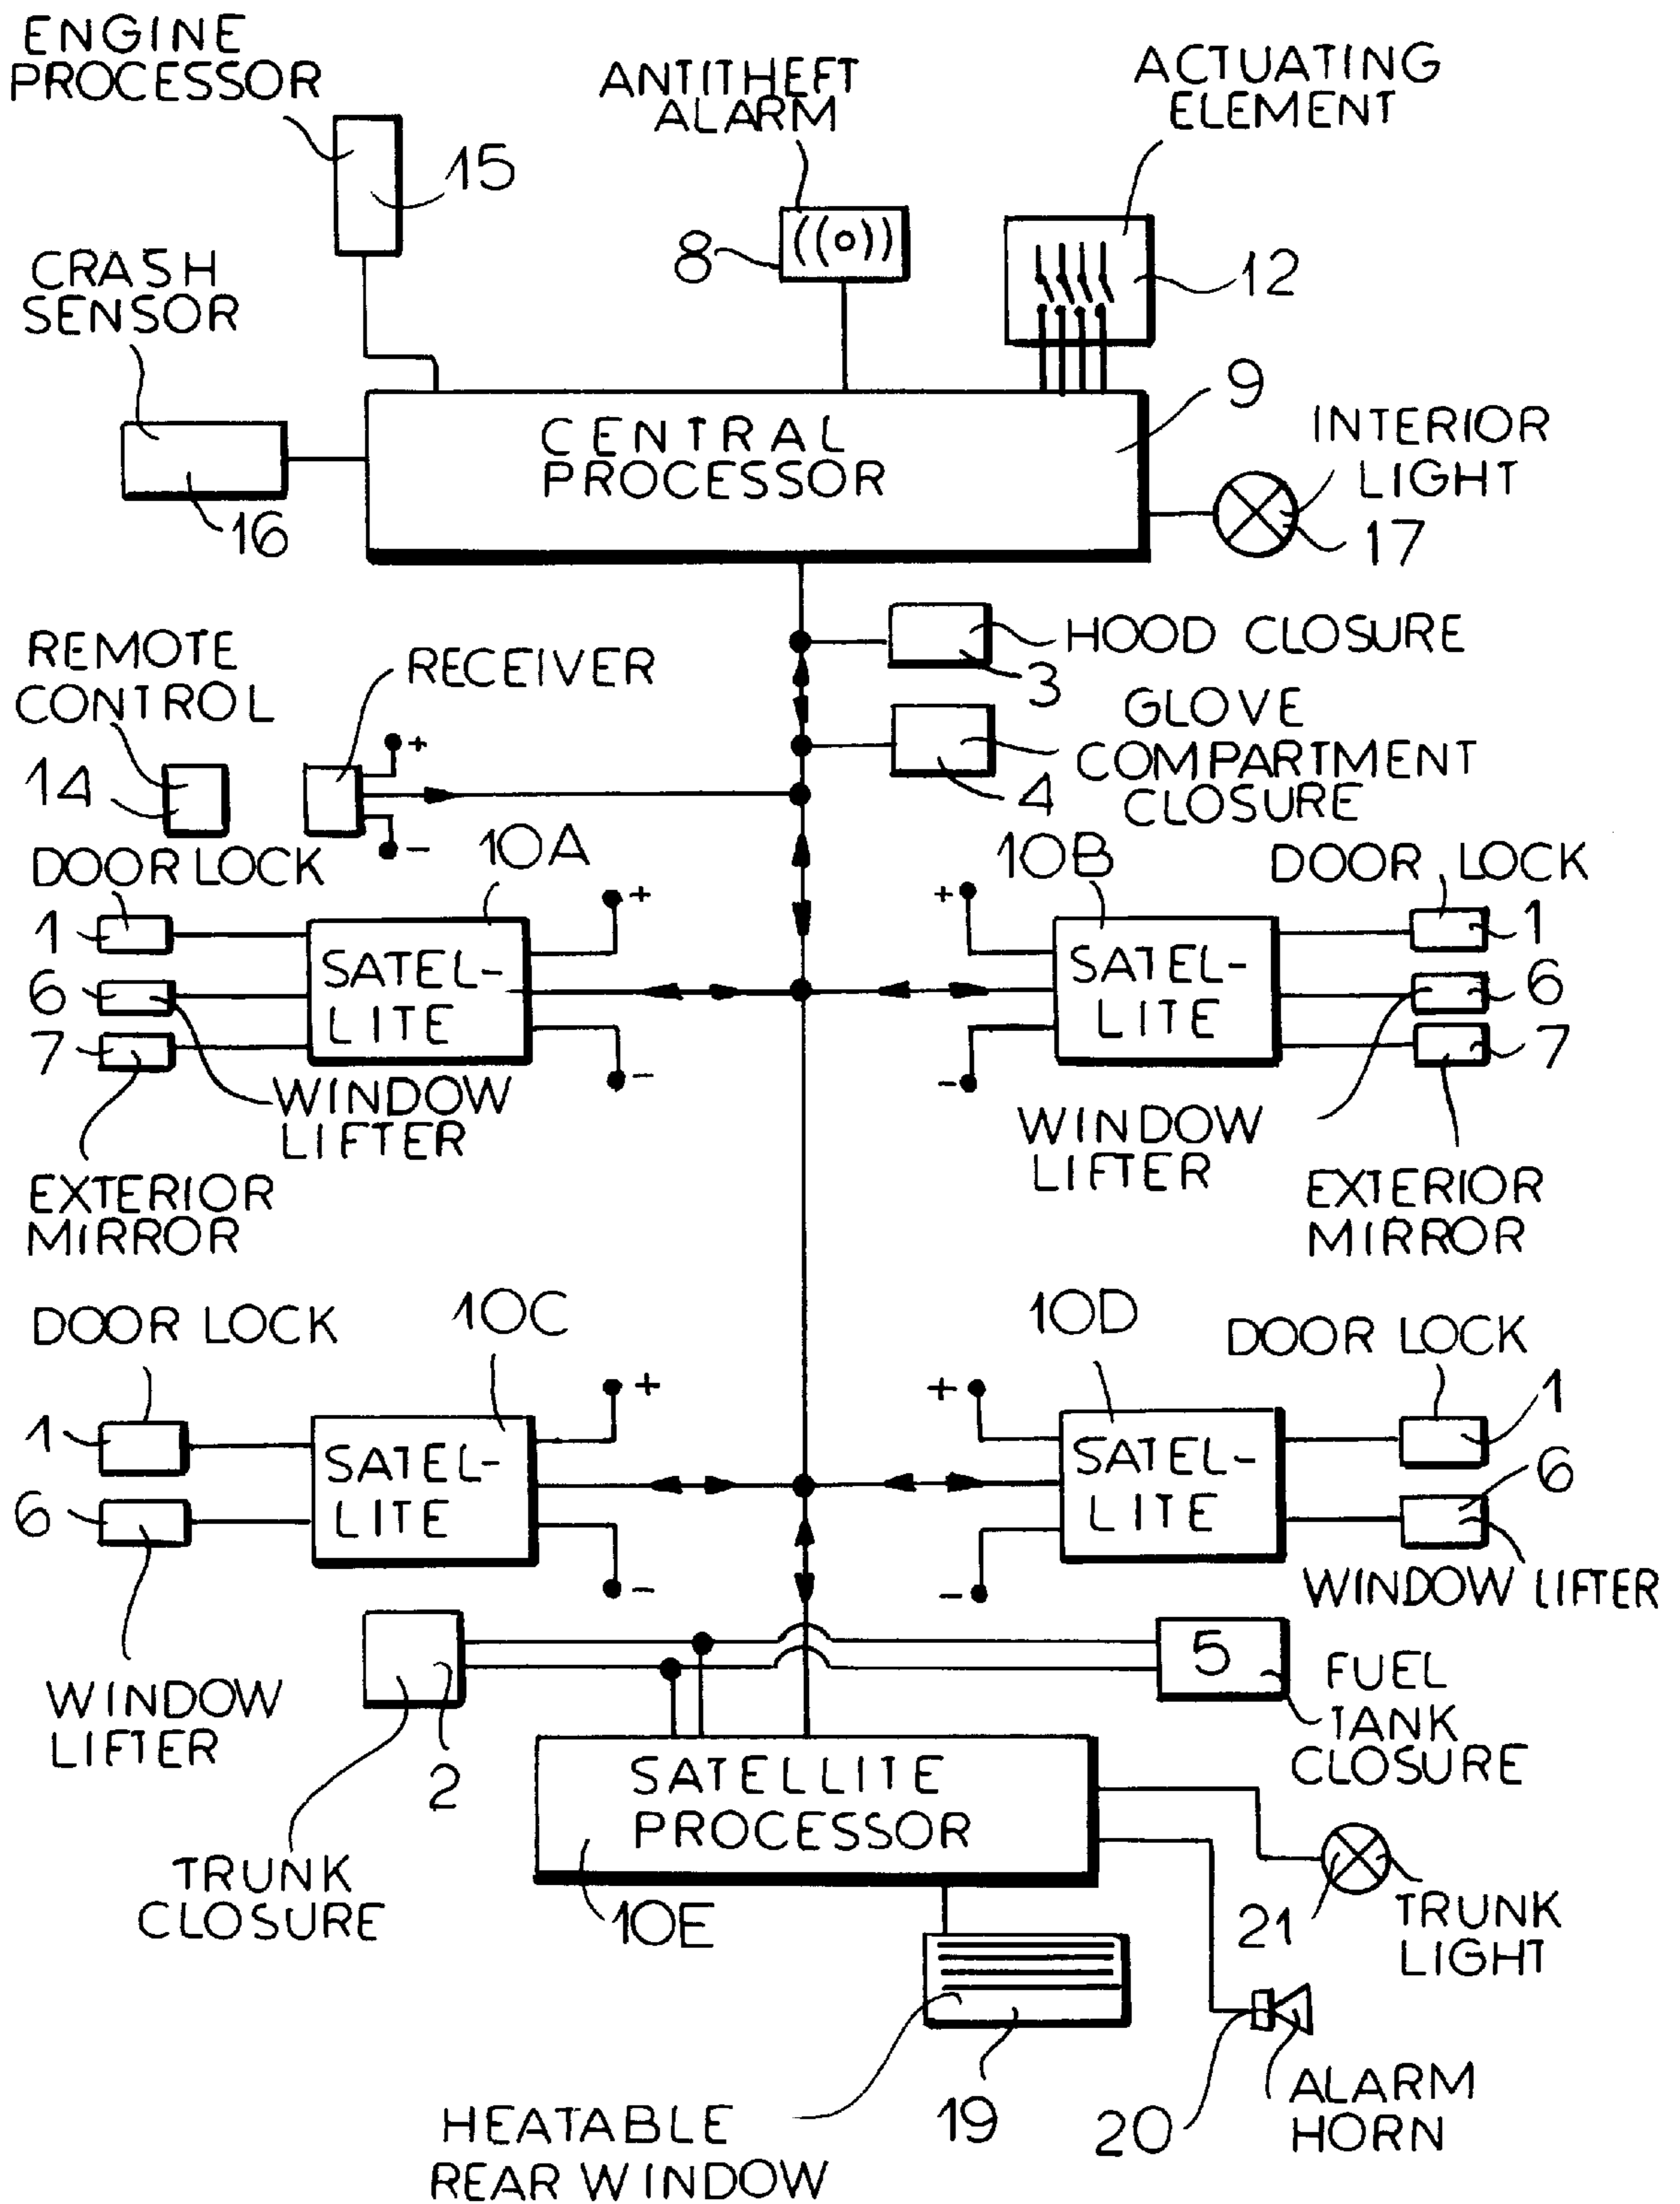 ENGINE
PROCESSOR
15
ANTITHEFT
ALARM
8
ACTUATING
ELEMENT
12
CRASH
SENSOR
16
CENTRAL
PROCESSOR
9
INTERIOR
LIGHT
17
HOOD CLOSURE
3
REMOTE
CONTROL
14
RECEIVER
+
-
GLOVE
COMPARTMENT
CLOSURE
4
DOOR LOCK
1
6
7
10A
SATEL-
LITE
+
-
WINDOW
LIFTER
EXTERIOR
MIRROR
10B
SATEL-
LITE
+
-
DOOR LOCK
1
6
7
WINDOW
LIFTER
EXTERIOR
MIRROR
DOOR LOCK
1
6
10C
SATEL-
LITE
+
-
WINDOW
LIFTER
10D
SATEL-
LITE
+
-
DOOR LOCK
1
6
WINDOW LIFTER
2
TRUNK
CLOSURE
5
FUEL
TANK
CLOSURE
SATELLITE
PROCESSOR
10E
21
TRUNK
LIGHT
HEATABLE
REAR WINDOW
19
20
ALARM
HORN